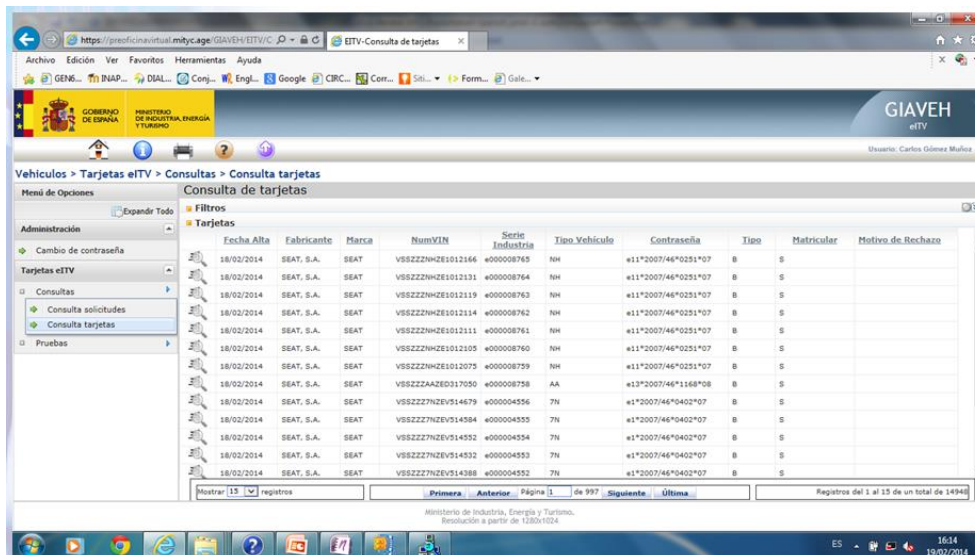 https://preoficinavirtual.mityc.age/GIAVEH/EITV/C
EITV-Consulta de tarjetas
Archivo Edición Ver Favoritos Herramientas Ayuda
GEN6... INAP... DIAL... Conj... Engl... Google CIRC... Corr... Siti... Form... Gale...
GOBIERNO DE ESPAÑA
MINISTERIO DE INDUSTRIA, ENERGÍA Y TURISMO
GIAVEH
eITV
Usuario: Carlos Gómez Muñoz
Vehículos > Tarjetas eITV > Consultas > Consulta tarjetas
Menú de Opciones
Expandir Todo
Administración
Cambio de contraseña
Tarjetas eITV
Consultas
Consulta solicitudes
Consulta tarjetas
Pruebas
Consulta de tarjetas
Filtros
Tarjetas
Fecha Alta Fabricante Marca NumVIN Serie Industria Tipo Vehículo Contraseña Tipo Matricular Motivo de Rechazo
18/02/2014 SEAT, S.A. SEAT VSSZZZNHZE1012166 e000008765 NH e11*2007/46*0251*07 B S
18/02/2014 SEAT, S.A. SEAT VSSZZZNHZE1012131 e000008764 NH e11*2007/46*0251*07 B S
18/02/2014 SEAT, S.A. SEAT VSSZZZNHZE1012119 e000008763 NH e11*2007/46*0251*07 B S
18/02/2014 SEAT, S.A. SEAT VSSZZZNHZE1012114 e000008762 NH e11*2007/46*0251*07 B S
18/02/2014 SEAT, S.A. SEAT VSSZZZNHZE1012111 e000008761 NH e11*2007/46*0251*07 B S
18/02/2014 SEAT, S.A. SEAT VSSZZZNHZE1012105 e000008760 NH e11*2007/46*0251*07 B S
18/02/2014 SEAT, S.A. SEAT VSSZZZNHZE1012075 e000008759 NH e11*2007/46*0251*07 B S
18/02/2014 SEAT, S.A. SEAT VSSZZZAAZED317050 e000008758 AA e13*2007/46*1168*08 B S
18/02/2014 SEAT, S.A. SEAT VSSZZZ7NZEV514679 e000004556 7N e1*2007/46*0402*07 B S
18/02/2014 SEAT, S.A. SEAT VSSZZZ7NZEV514584 e000004555 7N e1*2007/46*0402*07 B S
18/02/2014 SEAT, S.A. SEAT VSSZZZ7NZEV514552 e000004554 7N e1*2007/46*0402*07 B S
18/02/2014 SEAT, S.A. SEAT VSSZZZ7NZEV514532 e000004553 7N e1*2007/46*0402*07 B S
18/02/2014 SEAT, S.A. SEAT VSSZZZ7NZEV514388 e000004552 7N e1*2007/46*0402*07 B S
Mostrar 15 registros Primera Anterior Página 1 de 997 Siguiente Última Registros del 1 al 15 de un total de 14948
Ministerio de Industria, Energía y Turismo.
Resolución a partir de 1280x1024
ES 16:14
19/02/2014